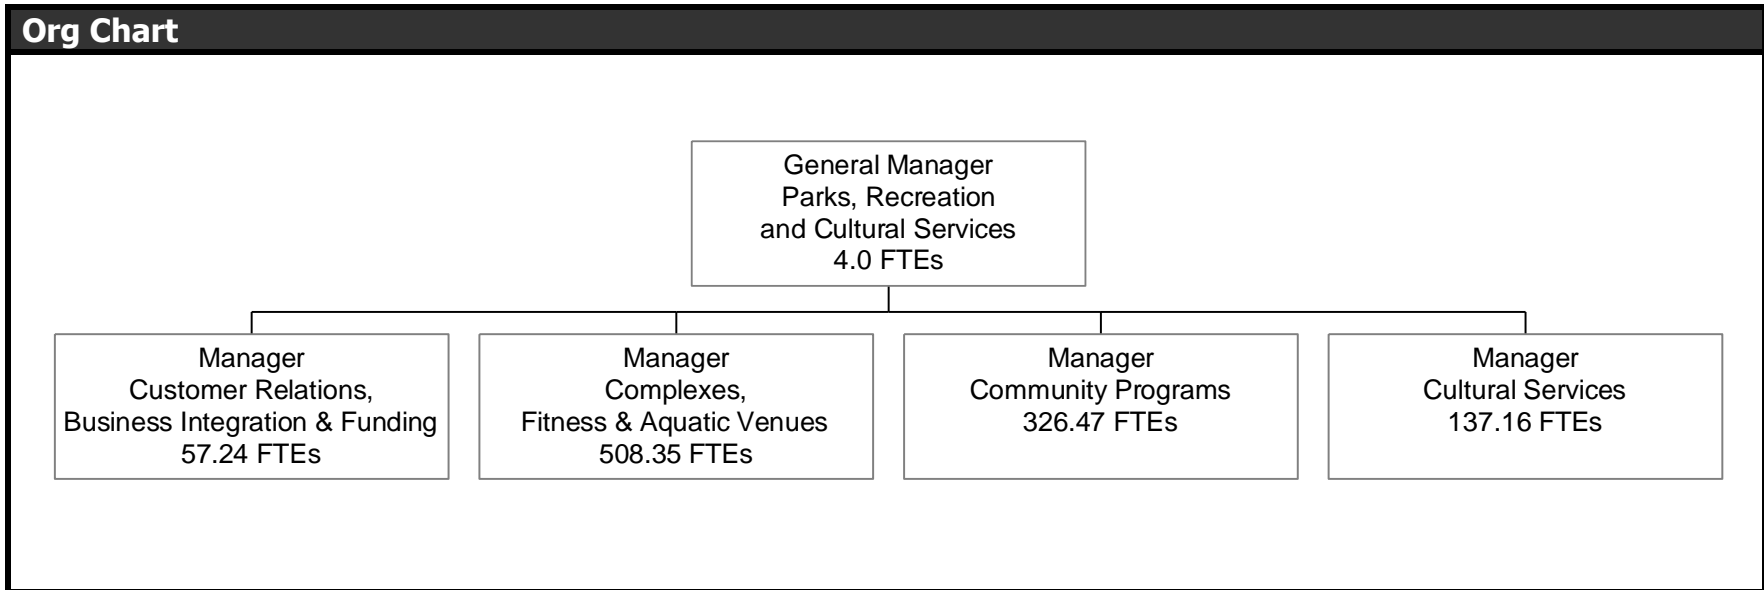 Org Chart
General Manager
Parks, Recreation
and Cultural Services
4.0 FTEs
Manager
Customer Relations,
Business Integration & Funding
57.24 FTEs
Manager
Complexes,
Fitness & Aquatic Venues
508.35 FTEs
Manager
Community Programs
326.47 FTEs
Manager
Cultural Services
137.16 FTEs